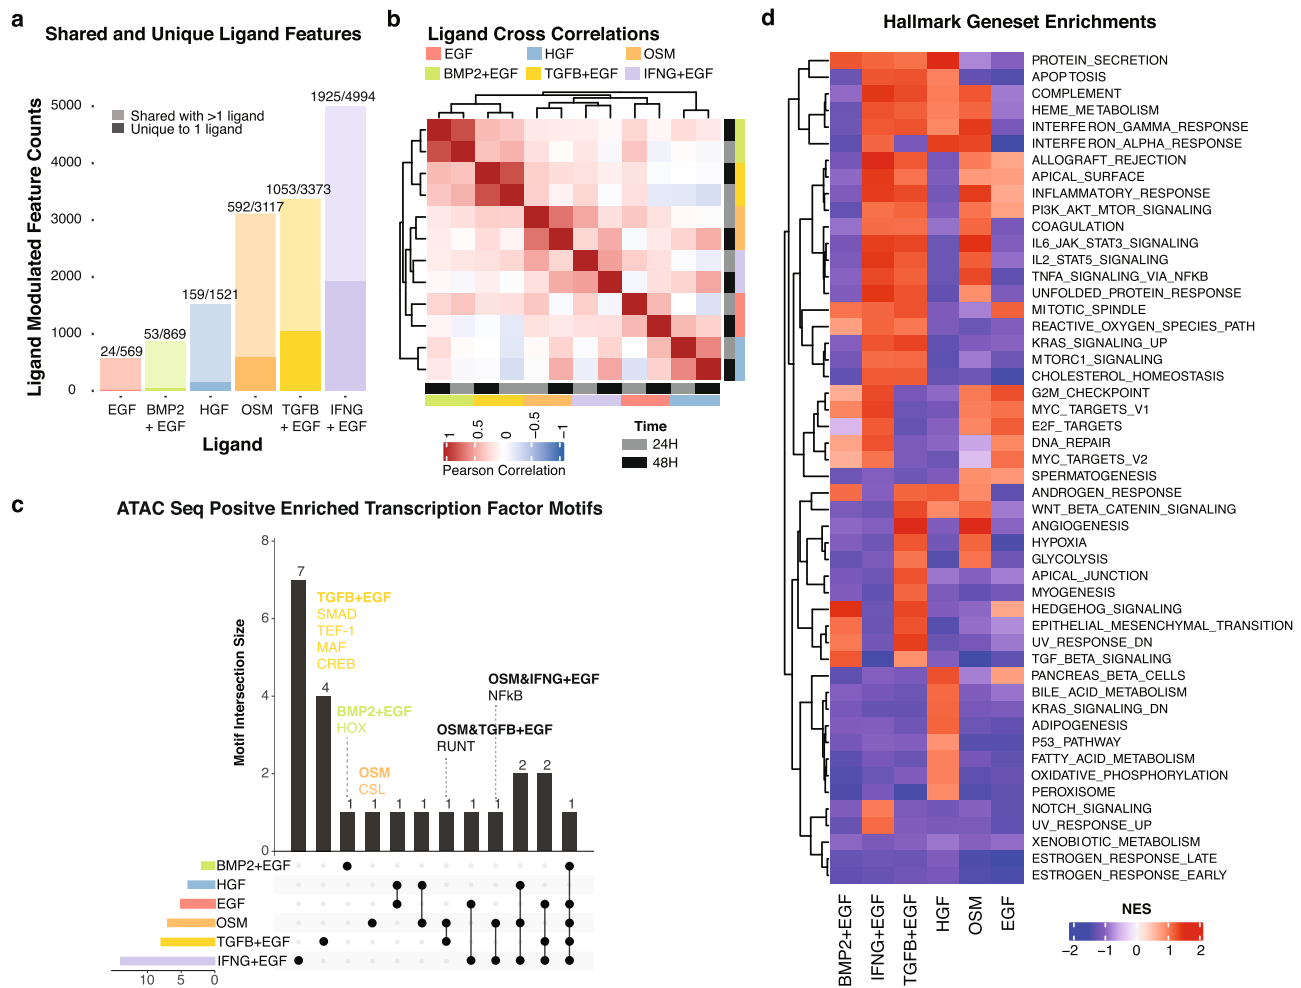 a
Shared and Unique Ligand Features
Ligand Modulated Feature Counts
5000
4000
3000
2000
1000
0
Shared with >1 ligand
Unique to 1 ligand
24/569
53/869
159/1521
592/3117
1053/3373
1925/4994
EGF
BMP2
+ EGF
HGF
OSM
TGFB
+ EGF
IFNG
+ EGF
Ligand
b
Ligand Cross Correlations
EGF
HGF
OSM
BMP2+EGF
TGFB+EGF
IFNG+EGF
1
0.5
0
−0.5
−1
Pearson Correlation
Time
24H
48H
c
ATAC Seq Positve Enriched Transcription Factor Motifs
Motif Intersection Size
8
6
4
2
0
7
4
1
1
1
1
1
1
1
2
2
1
TGFB+EGF
SMAD
TEF-1
MAF
CREB
BMP2+EGF
HOX
OSM
CSL
OSM&TGFB+EGF
RUNT
OSM&IFNG+EGF
NFkB
BMP2+EGF
HGF
EGF
OSM
TGFB+EGF
IFNG+EGF
10
5
0
d
Hallmark Geneset Enrichments
PROTEIN_SECRETION
APOPTOSIS
COMPLEMENT
HEME_METABOLISM
INTERFERON_GAMMA_RESPONSE
INTERFERON_ALPHA_RESPONSE
ALLOGRAFT_REJECTION
APICAL_SURFACE
INFLAMMATORY_RESPONSE
PI3K_AKT_MTOR_SIGNALING
COAGULATION
IL6_JAK_STAT3_SIGNALING
IL2_STAT5_SIGNALING
TNFA_SIGNALING_VIA_NFKB
UNFOLDED_PROTEIN_RESPONSE
MITOTIC_SPINDLE
REACTIVE_OXYGEN_SPECIES_PATH
KRAS_SIGNALING_UP
MTORC1_SIGNALING
CHOLESTEROL_HOMEOSTASIS
G2M_CHECKPOINT
MYC_TARGETS_V1
E2F_TARGETS
DNA_REPAIR
MYC_TARGETS_V2
SPERMATOGENESIS
ANDROGEN_RESPONSE
WNT_BETA_CATENIN_SIGNALING
ANGIOGENESIS
HYPOXIA
GLYCOLYSIS
APICAL_JUNCTION
MYOGENESIS
HEDGEHOG_SIGNALING
EPITHELIAL_MESENCHYMAL_TRANSITION
UV_RESPONSE_DN
TGF_BETA_SIGNALING
PANCREAS_BETA_CELLS
BILE_ACID_METABOLISM
KRAS_SIGNALING_DN
ADIPOGENESIS
P53_PATHWAY
FATTY_ACID_METABOLISM
OXIDATIVE_PHOSPHORYLATION
PEROXISOME
NOTCH_SIGNALING
UV_RESPONSE_UP
XENOBIOTIC_METABOLISM
ESTROGEN_RESPONSE_LATE
ESTROGEN_RESPONSE_EARLY
BMP2+EGF
IFNG+EGF
TGFB+EGF
HGF
OSM
EGF
NES
−2
−1
0
1
2